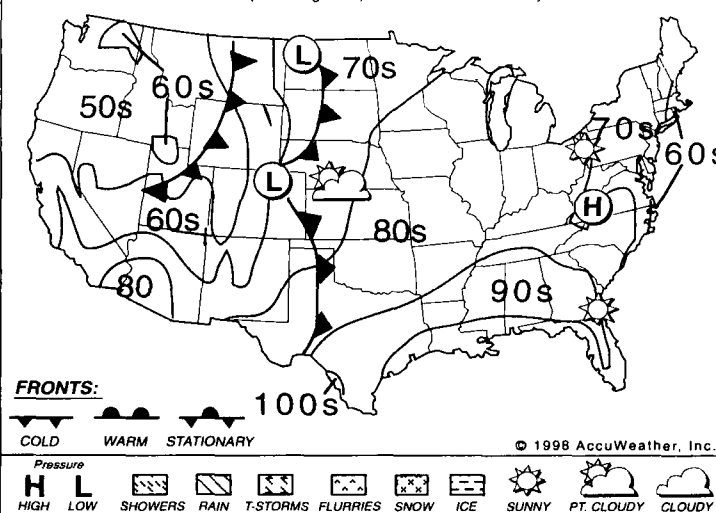 L
70s
60s
50s
70s
60s
L
H
60s
80s
80
90s
100s
FRONTS:
COLD WARM STATIONARY
© 1998 AccuWeather, Inc.
Pressure
H L
HIGH LOW SHOWERS RAIN T-STORMS FLURRIES SNOW ICE SUNNY PT. CLOUDY CLOUDY